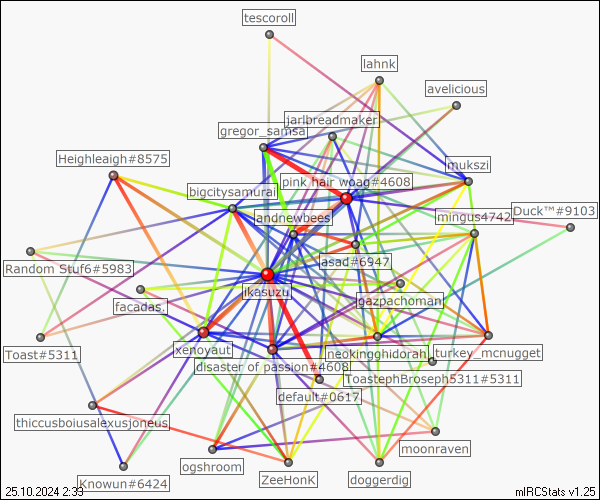 tescoroll
lahnk
avelicious
jarlbreadmaker
gregor_samsa
Heighleaigh#8575
mukszi
pink hair woag#4608
bigcitysamurai
Duck™#9103
mingus4742
andnewbees
asad#6947
Random Stuf6#5983
jikasuzu
gazpachoman
facadas.
xenoyaut
neokingghidorah
turkey_mcnugget
Toast#5311
disaster of passion#4608
ToastephBroseph5311#5311
default#0617
thiccusboiusalexusjoneus
moonraven
ogshroom
Knowun#6424
ZeeHonK
doggerdig
25.10.2024 2:33
mIRCStats v1.25